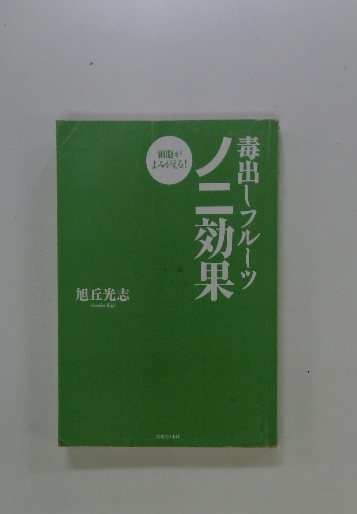 毒出しフルーツ
ノニ効果
細胞が
よみがえる!
旭丘光志